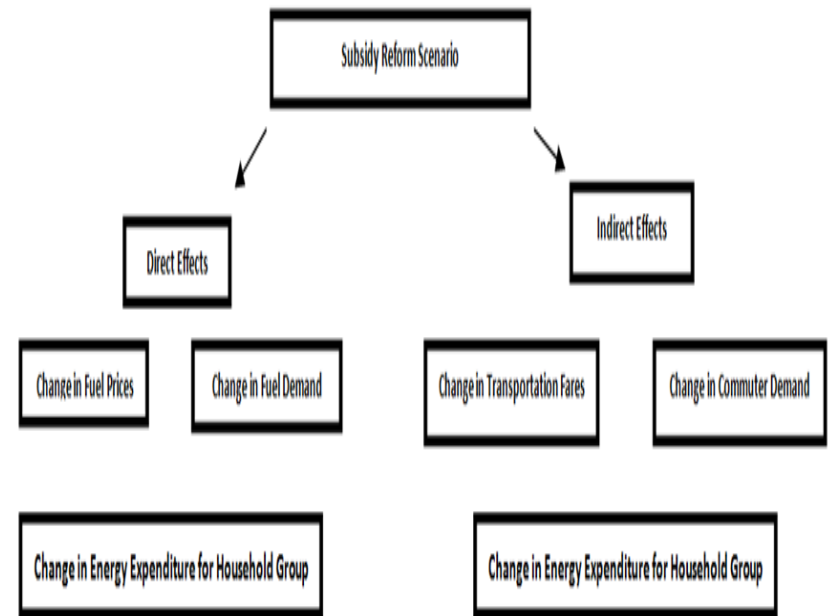 Subsidy Reform Scenario
Indirect Effects
Direct Effects
Change in Fuel Prices
Change in Fuel Demand
Change in Transportation Fares
Change in Commuter Demand
Change in Energy Expenditure for Household Group
Change in Energy Expenditure for Household Group